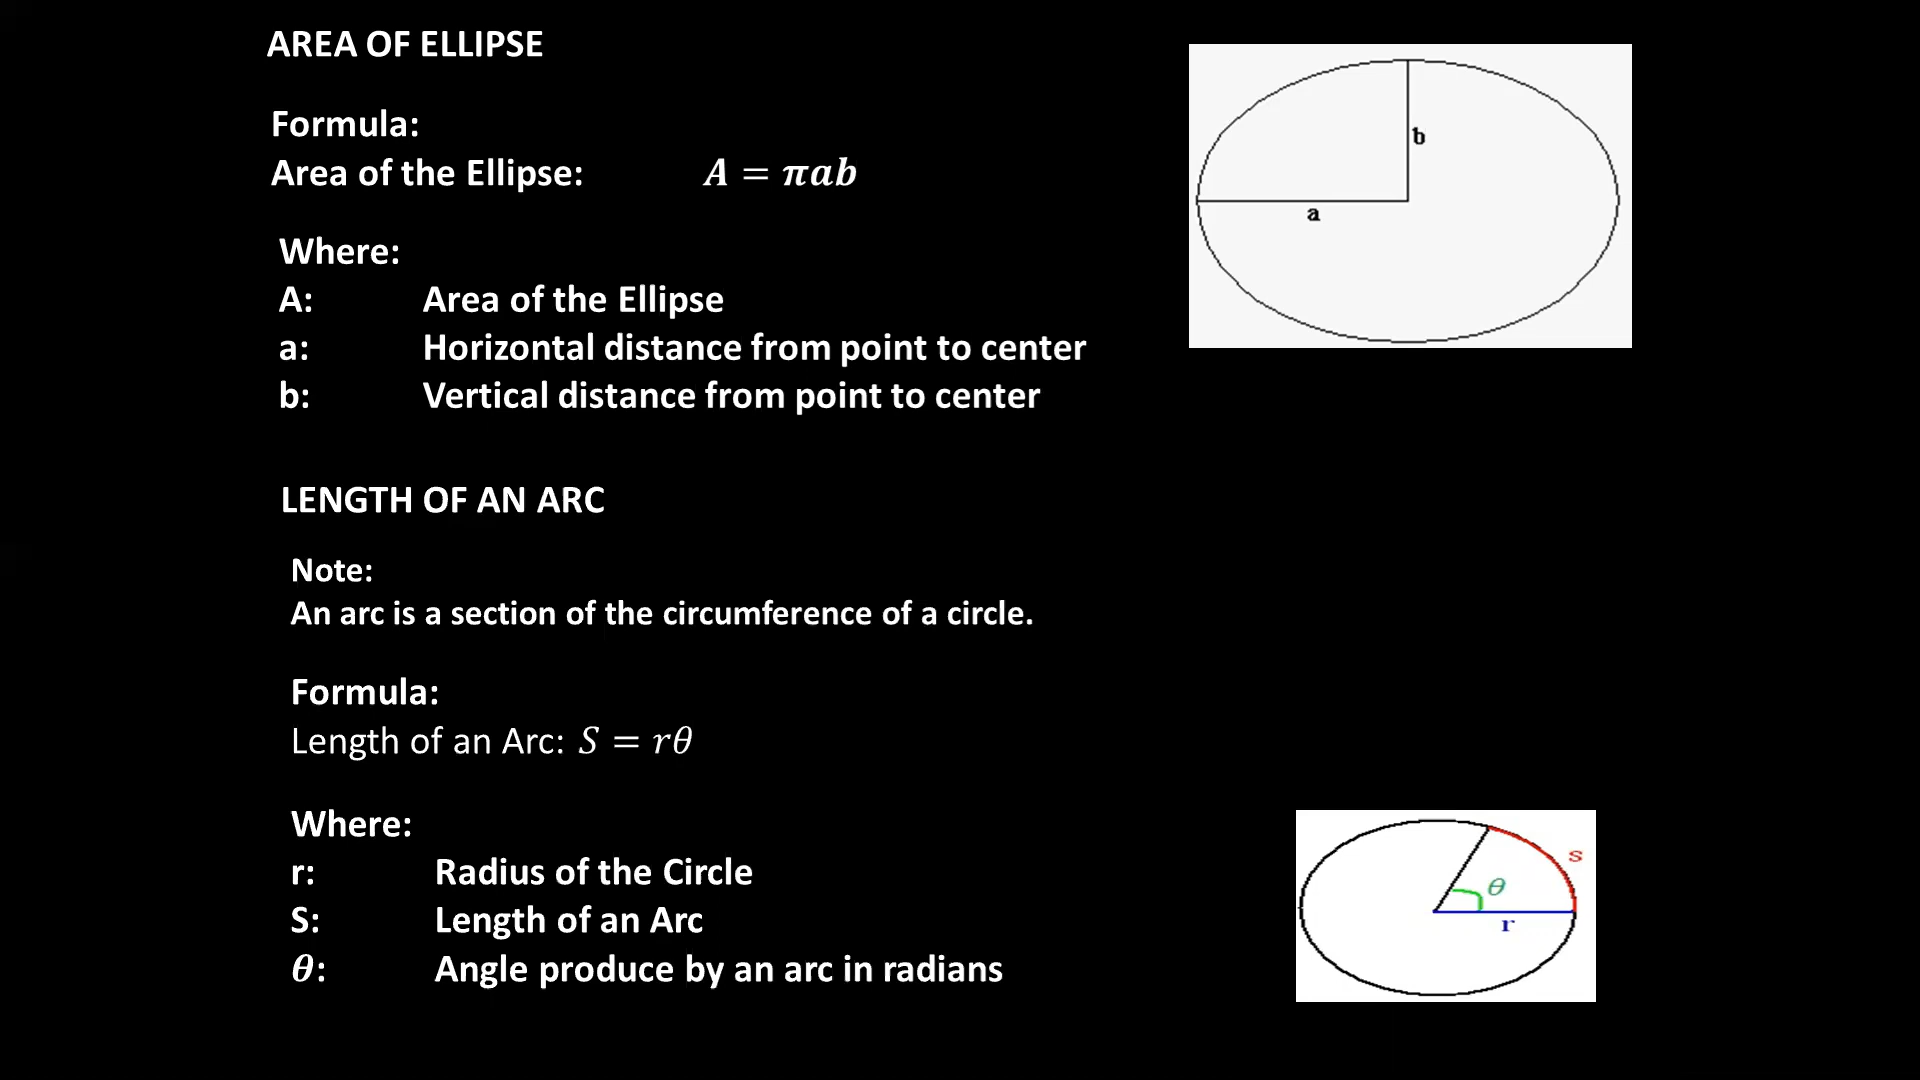 AREA OF ELLIPSE
Formula:
Area of the Ellipse: A = πab
b
a
Where:
A: Area of the Ellipse
a: Horizontal distance from point to center
b: Vertical distance from point to center
LENGTH OF AN ARC
Note:
An arc is a section of the circumference of a circle.
Formula:
Length of an Arc: S = rθ
Where:
r: Radius of the Circle
S: Length of an Arc
θ: Angle produce by an arc in radians
s
θ
r